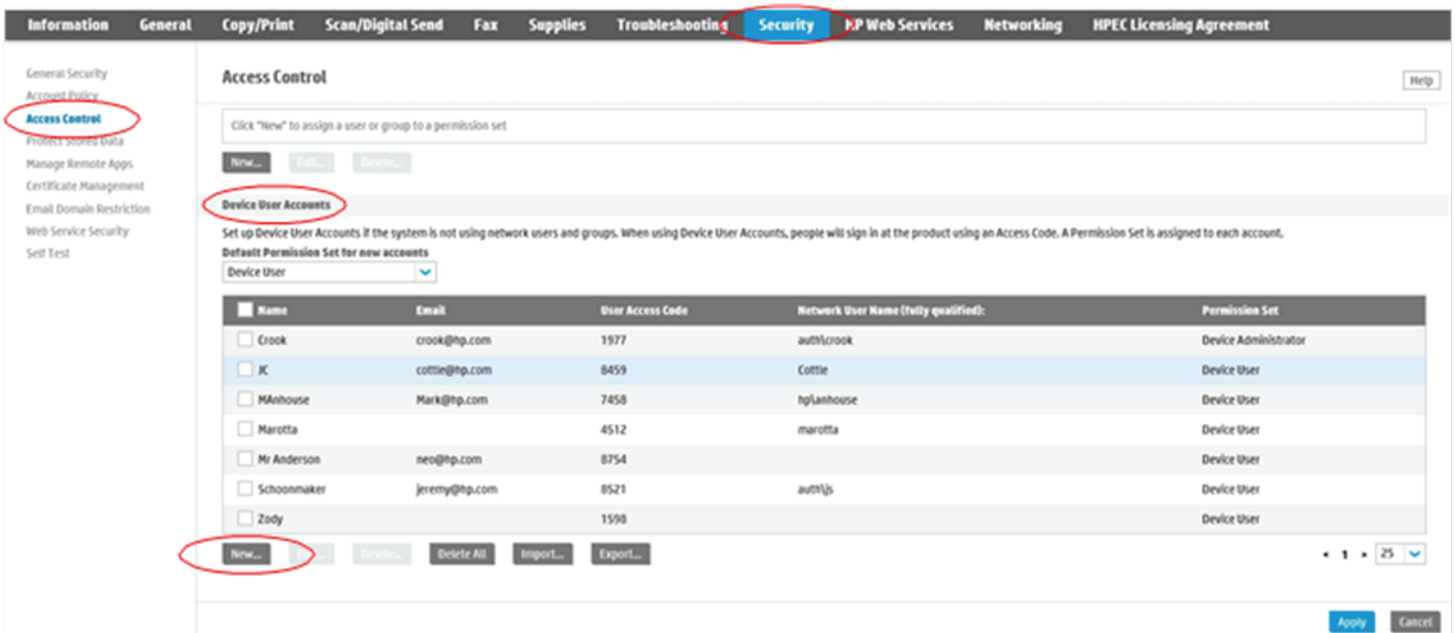 Information General Copy/Print Scan/Digital Send Fax Supplies Troubleshooting Security HP Web Services Networking HPEC Licensing Agreement
General Security
Account Policy
Access Control
Protect Stored Data
Manage Remote Apps
Certificate Management
Email Domain Restriction
Web Service Security
Self Test
Access Control
Help
Click "New" to assign a user or group to a permission set
New... Edit... Delete...
Device User Accounts
Set up Device User Accounts if the system is not using network users and groups. When using Device User Accounts, people will sign in at the product using an Access Code. A Permission Set is assigned to each account.
Default Permission Set for new accounts
Device User
Name Email User Access Code Network User Name (fully qualified): Permission Set
Crook crook@hp.com 1977 auth\crook Device Administrator
JC cottie@hp.com 8459 Cottie Device User
MAnhouse Mark@hp.com 7458 hp\anhouse Device User
Marotta 4512 marotta Device User
Mr Anderson neo@hp.com 8754 Device User
Schoonmaker jeremy@hp.com 8521 auth\js Device User
Zody 1598 Device User
New... Delete... Delete All Import... Export... 1 25
Apply Cancel